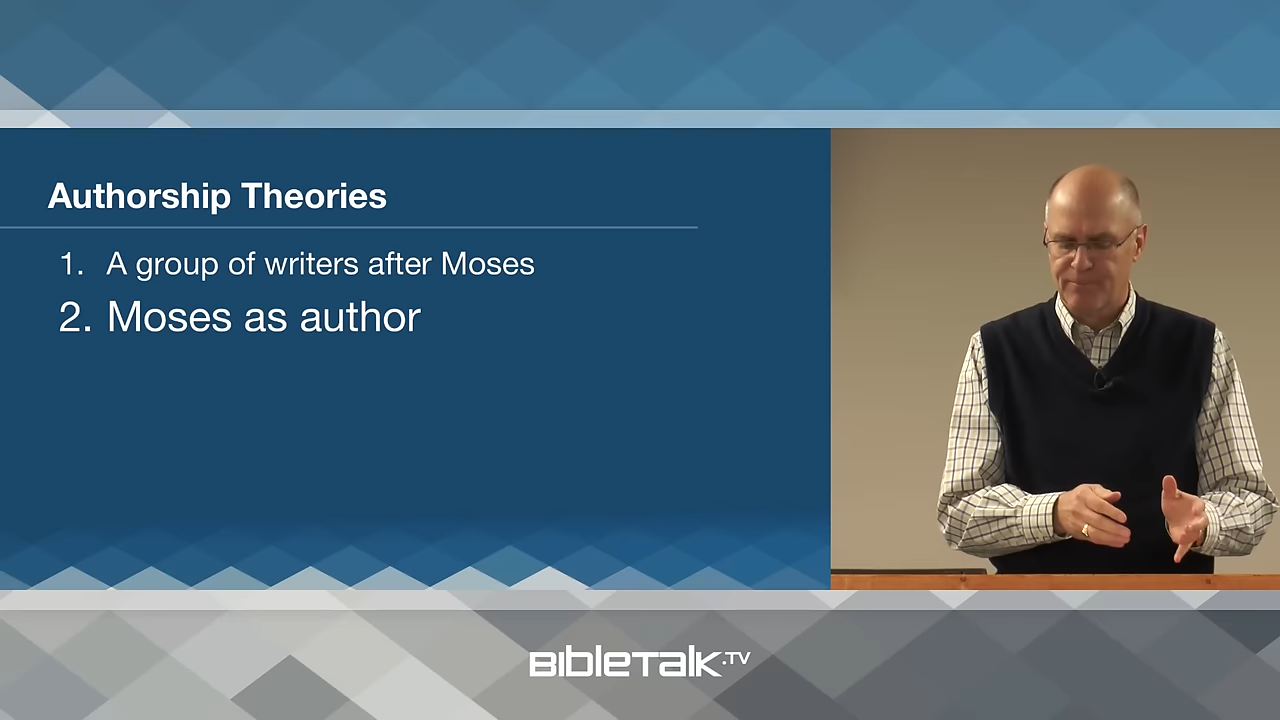 Authorship Theories
1. A group of writers after Moses
2. Moses as author
BibleTalk.TV